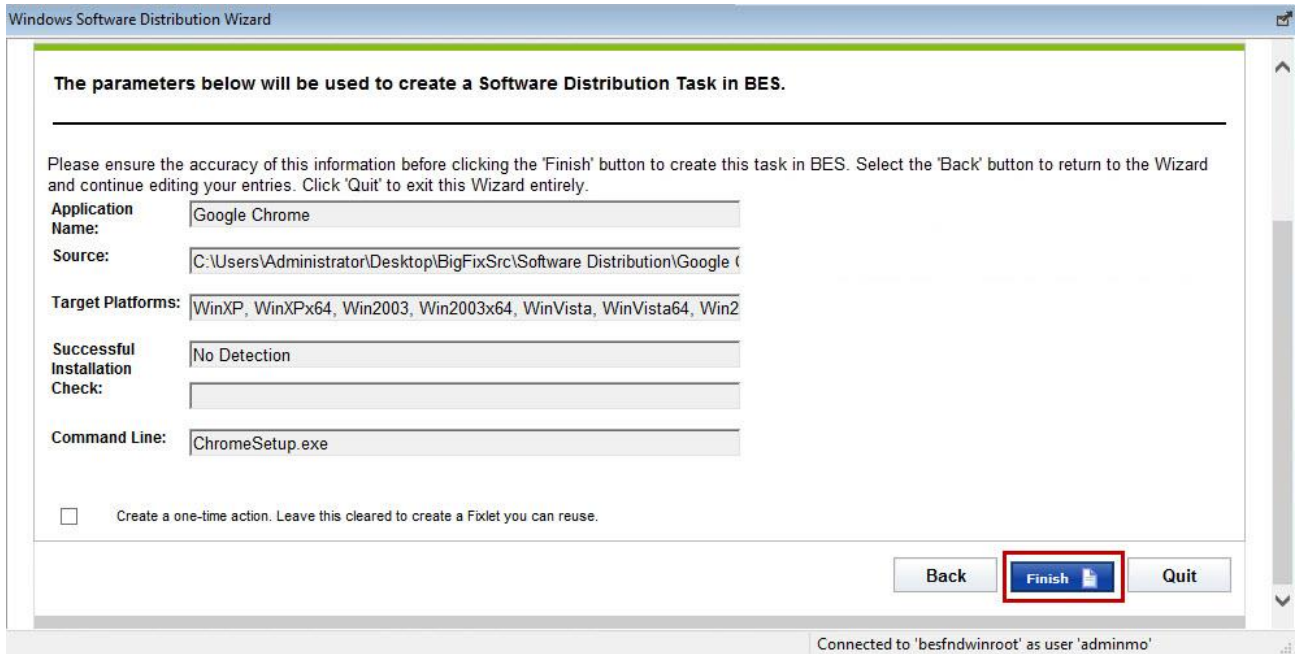 Windows Software Distribution Wizard
The parameters below will be used to create a Software Distribution Task in BES.
Please ensure the accuracy of this information before clicking the 'Finish' button to create this task in BES. Select the 'Back' button to return to the Wizard
and continue editing your entries. Click 'Quit' to exit this Wizard entirely.
Application
Name:
Google Chrome
Source:
C:\Users\Administrator\Desktop\BigFixSrc\Software Distribution\Google
Target Platforms:
WinXP, WinXPx64, Win2003, Win2003x64, WinVista, WinVista64, Win2
Successful
Installation
Check:
No Detection
Command Line:
ChromeSetup.exe
Create a one-time action. Leave this cleared to create a Fixlet you can reuse.
Back
Finish
Quit
Connected to 'besfndwinroot' as user 'adminmo'